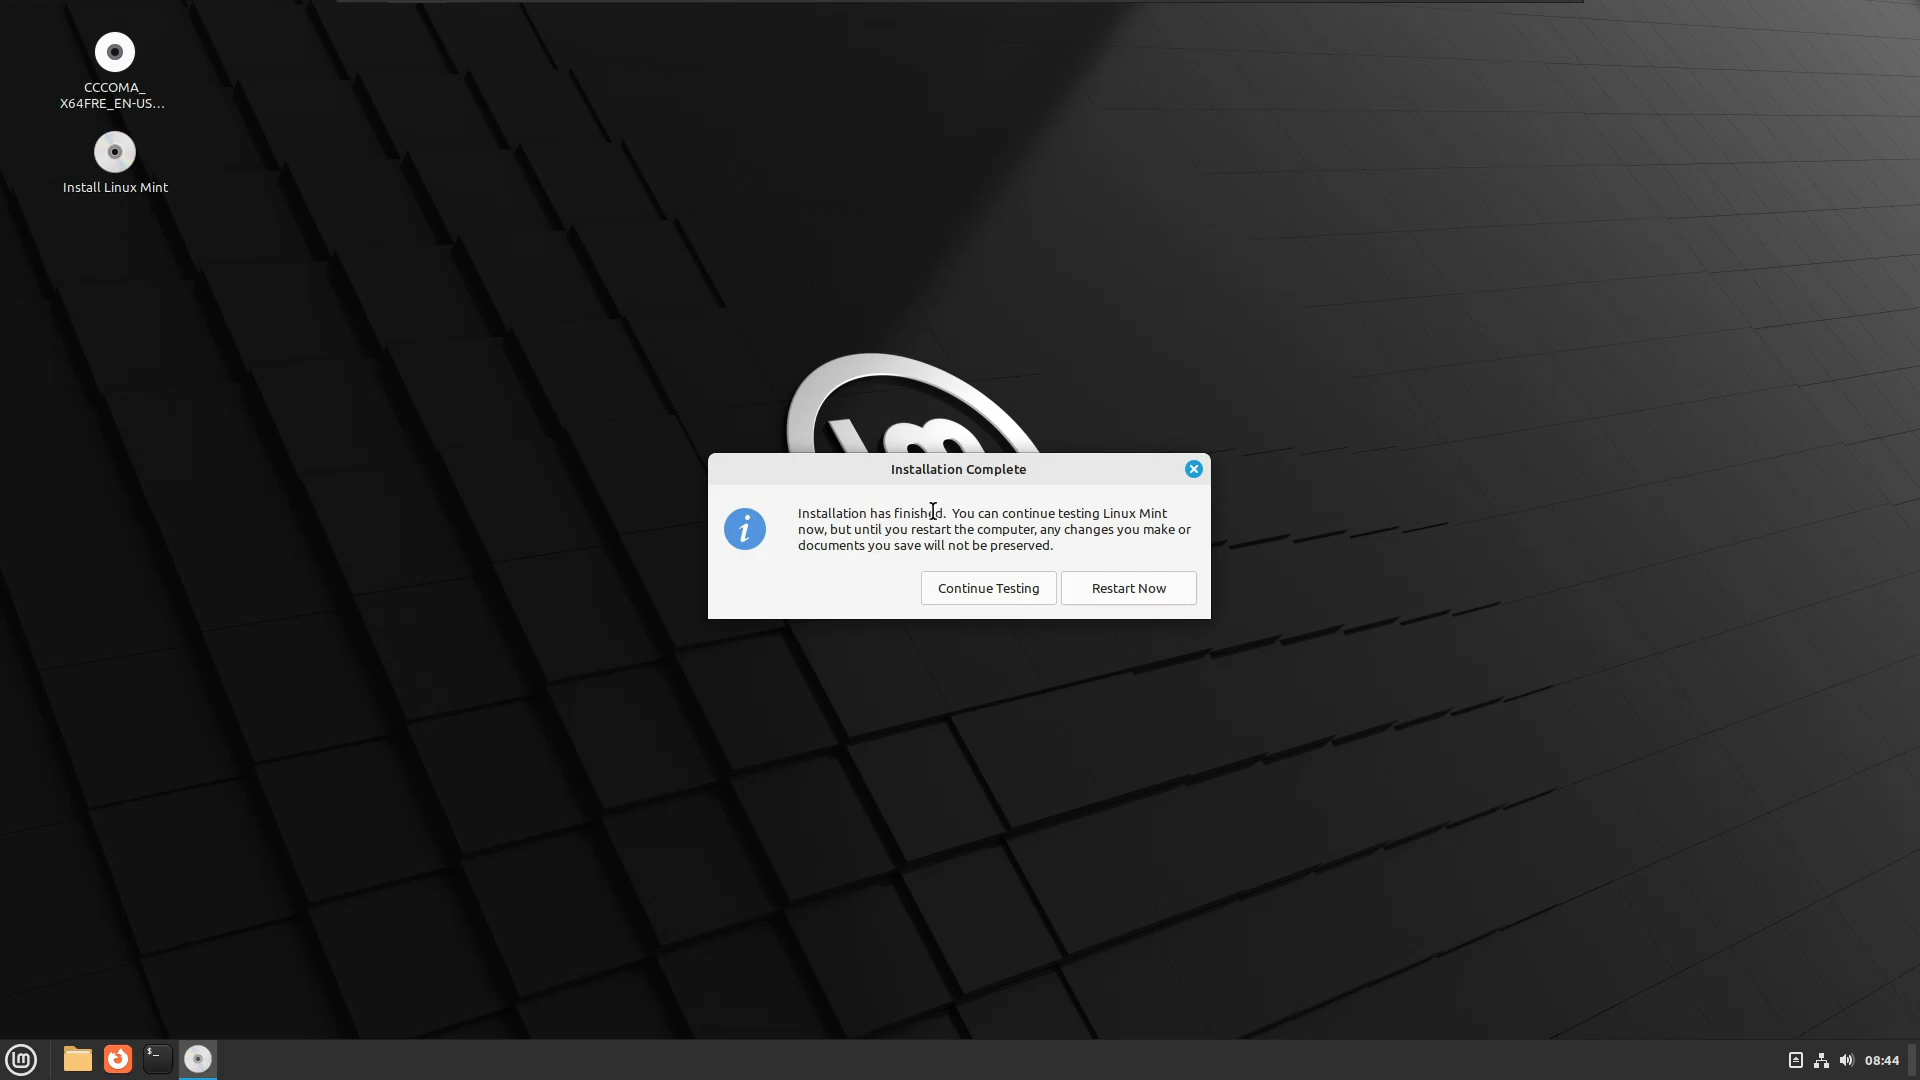 CCCOMA_
X64FRE_EN-US...
Install Linux Mint
Installation Complete
Installation has finished. You can continue testing Linux Mint
now, but until you restart the computer, any changes you make or
documents you save will not be preserved.
Continue Testing
Restart Now
08:44